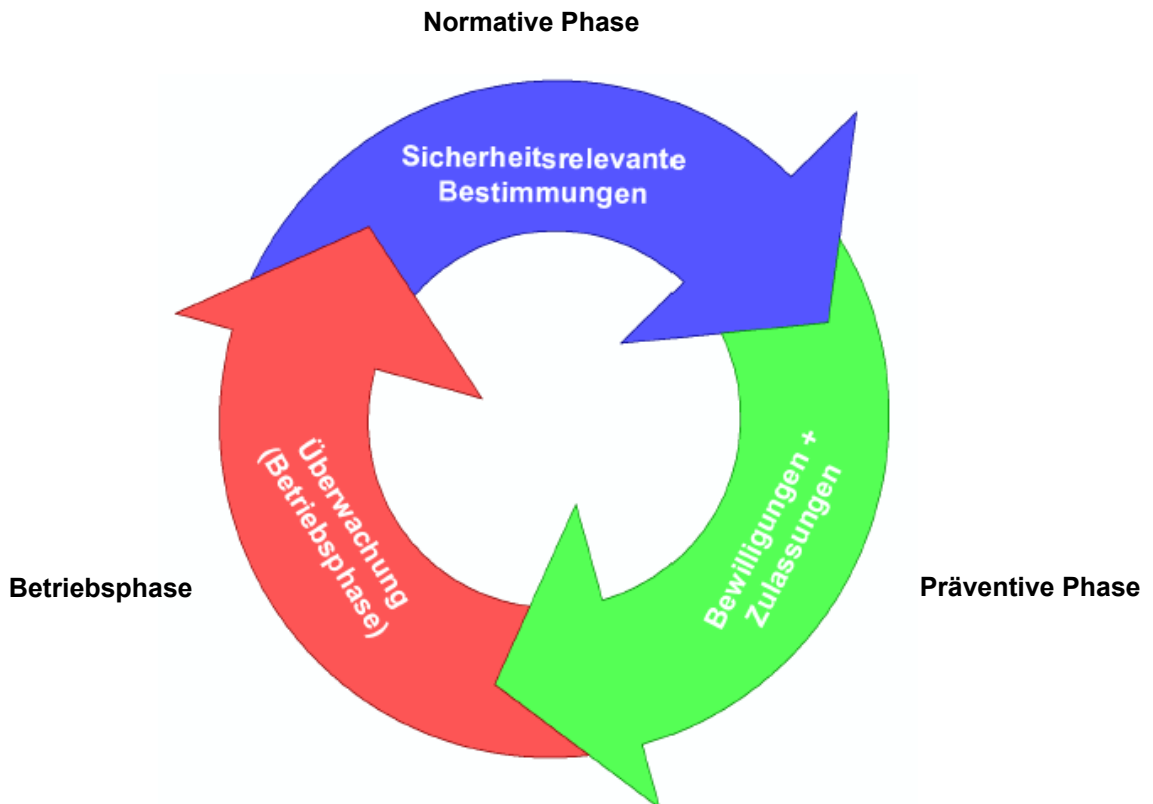 Normative Phase
Sicherheitsrelevante
Bestimmungen
Bewilligungen +
Zulassungen
Präventive Phase
Überwachung
(Betriebsphase)
Betriebsphase